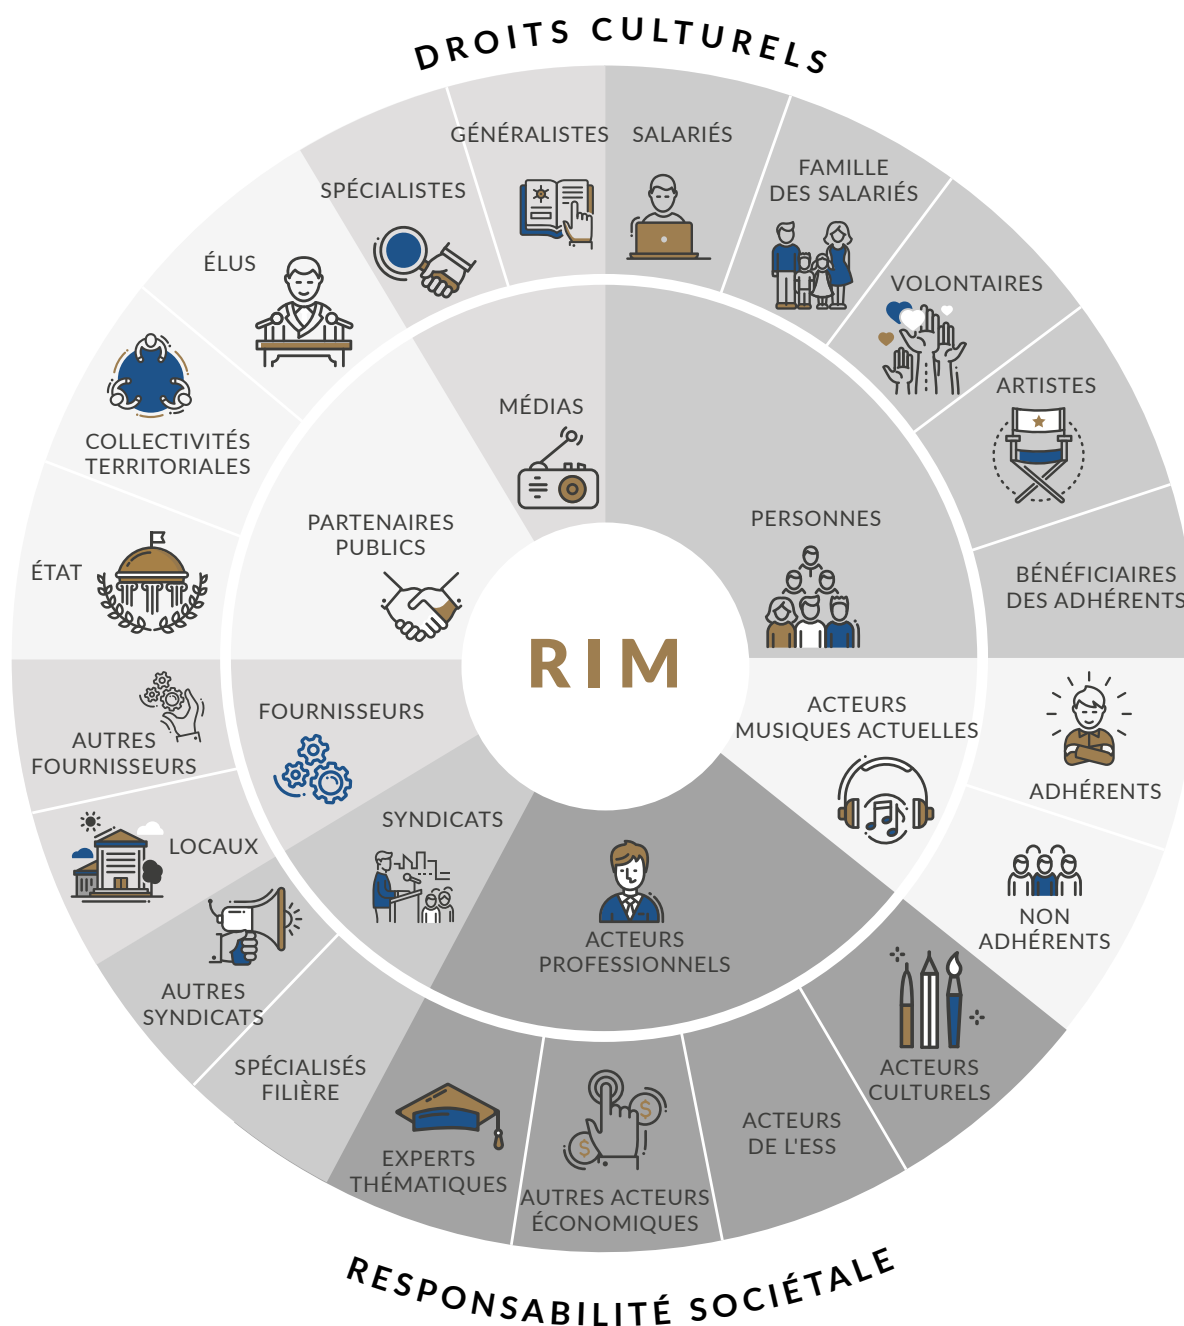 DROITS CULTURELS
GÉNÉRALISTES
SALARIÉS
FAMILLE
DES SALARIÉS
SPÉCIALISTES
ÉLUS
VOLONTAIRES
ARTISTES
MÉDIAS
COLLECTIVITÉS
TERRITORIALES
PARTENAIRES
PUBLICS
PERSONNES
ÉTAT
BÉNÉFICIAIRES
DES ADHÉRENTS
RIM
FOURNISSEURS
ACTEURS
MUSIQUES ACTUELLES
AUTRES
FOURNISSEURS
ADHÉRENTS
SYNDICATS
LOCAUX
NON
ADHÉRENTS
ACTEURS
PROFESSIONNELS
AUTRES
SYNDICATS
SPÉCIALISÉS
FILIÈRE
ACTEURS
CULTURELS
ACTEURS
DE L'ESS
EXPERTS
THÉMATIQUES
AUTRES ACTEURS
ÉCONOMIQUES
$
$
RESPONSABILITÉ SOCIÉTALE